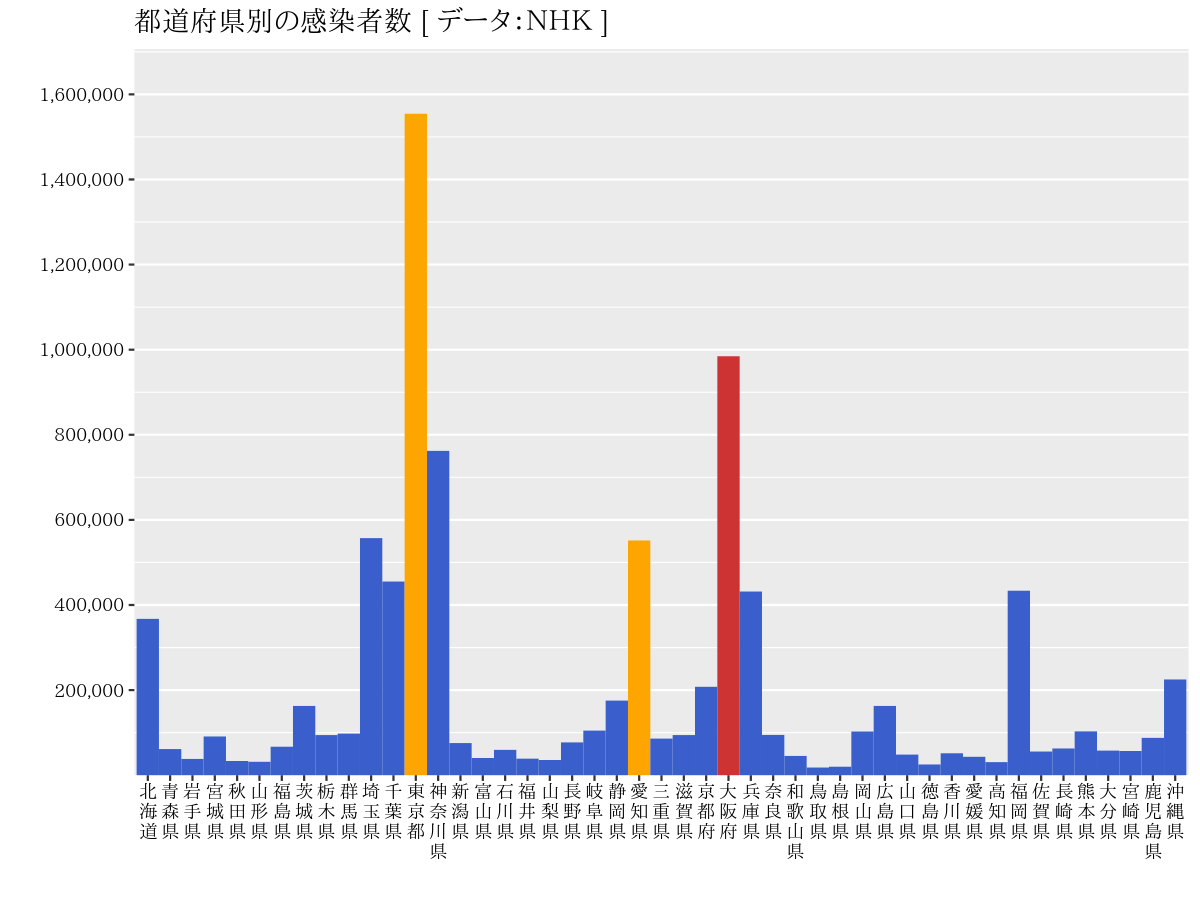 都道府県別の感染者数 [ データ：NHK ]
1,600,000
1,400,000
1,200,000
1,000,000
800,000
600,000
400,000
200,000
北海道
青森県
岩手県
宮城県
秋田県
山形県
福島県
茨城県
栃木県
群馬県
埼玉県
千葉県
東京都
神奈川県
新潟県
富山県
石川県
福井県
山梨県
長野県
岐阜県
静岡県
愛知県
三重県
滋賀県
京都府
大阪府
兵庫県
奈良県
和歌山県
鳥取県
島根県
岡山県
広島県
山口県
徳島県
香川県
愛媛県
高知県
福岡県
佐賀県
長崎県
熊本県
大分県
宮崎県
鹿児島県
沖縄県